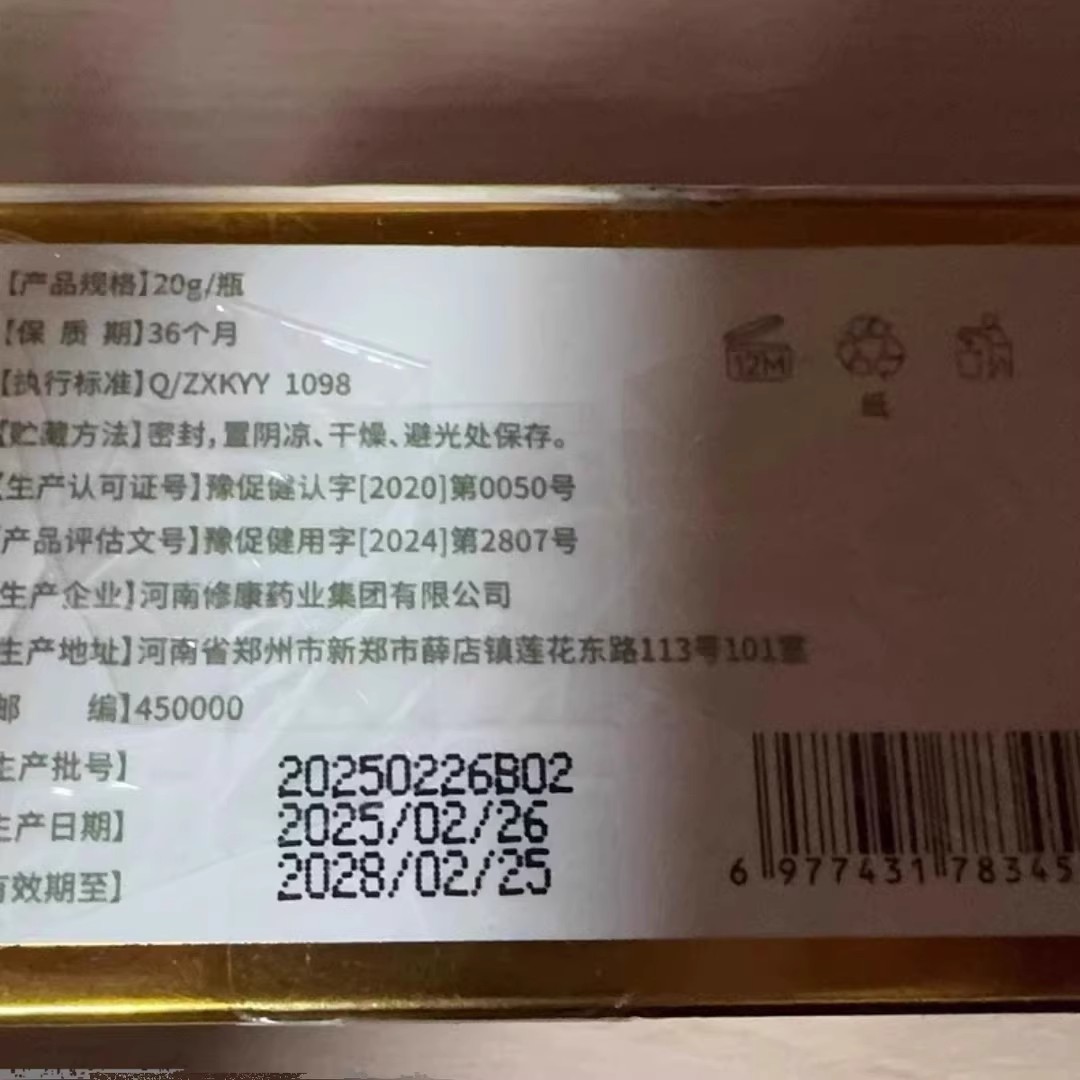 【产品规格】20g/瓶
【保 质 期】36个月
【执行标准】Q/ZXKYY 1098
【贮藏方法】密封,置阴凉、干燥、避光处保存。
【生产认可证号】豫促健认字[2020]第0050号
产品评估文号】豫促健用字[2024]第2807号
生产企业】河南修康药业集团有限公司
生产地址】河南省郑州市新郑市薛店镇莲花东路113号101室
邮 编】450000
生产批号】 20250226B02
生产日期】 2025/02/26
有效期至】 2028/02/25
12M
纸
6 977431 78345